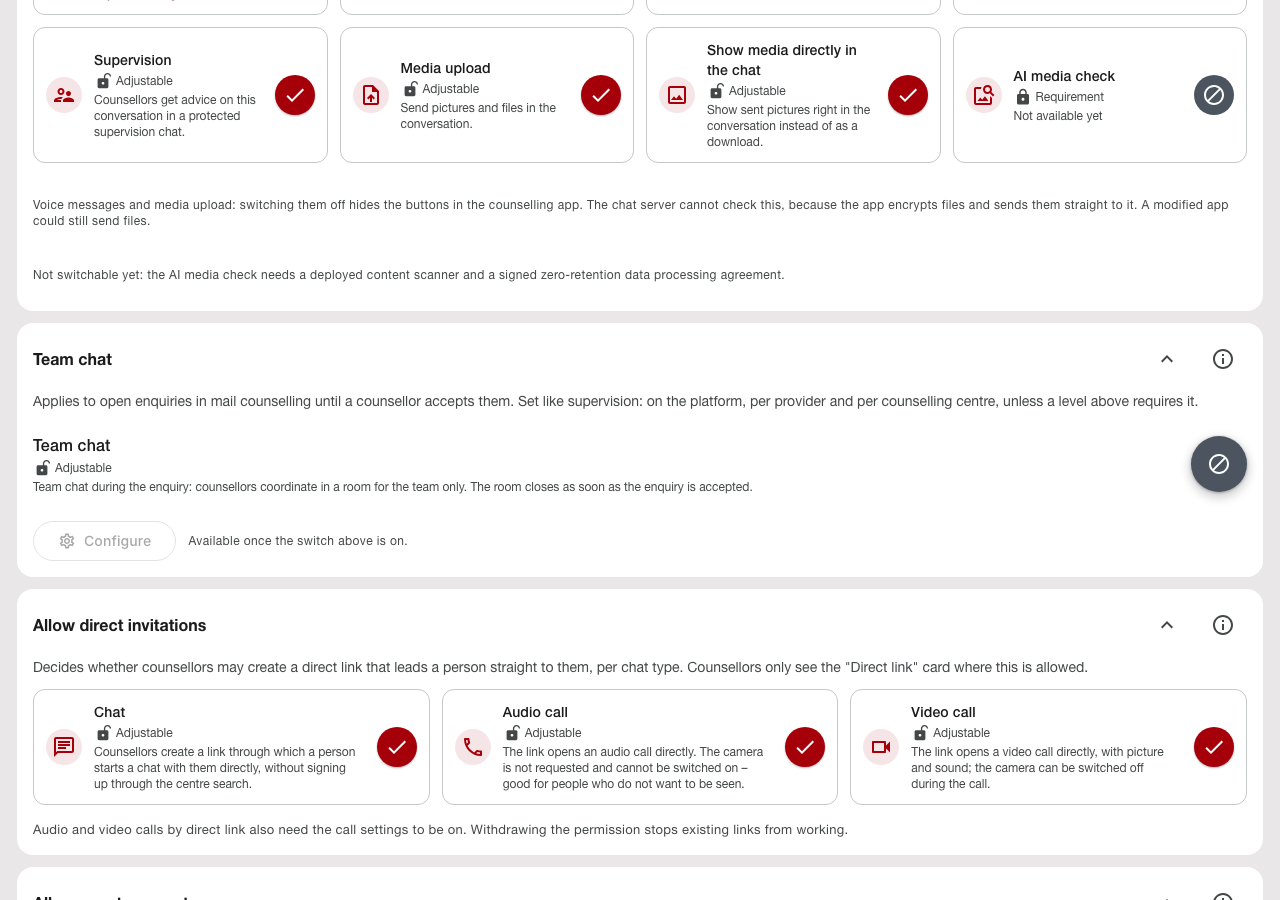 Supervision
Adjustable
Counsellors get advice on this
conversation in a protected
supervision chat.
Media upload
Adjustable
Send pictures and files in the
conversation.
Show media directly in
the chat
Adjustable
Show sent pictures right in the
conversation instead of as a
download.
AI media check
Requirement
Not available yet
Voice messages and media upload: switching them off hides the buttons in the counselling app. The chat server cannot check this, because the app encrypts files and sends them straight to it. A modified app
could still send files.
Not switchable yet: the AI media check needs a deployed content scanner and a signed zero-retention data processing agreement.
Team chat
Applies to open enquiries in mail counselling until a counsellor accepts them. Set like supervision: on the platform, per provider and per counselling centre, unless a level above requires it.
Team chat
Adjustable
Team chat during the enquiry: counsellors coordinate in a room for the team only. The room closes as soon as the enquiry is accepted.
Configure
Available once the switch above is on.
Allow direct invitations
Decides whether counsellors may create a direct link that leads a person straight to them, per chat type. Counsellors only see the "Direct link" card where this is allowed.
Chat
Adjustable
Counsellors create a link through which a person
starts a chat with them directly, without signing
up through the centre search.
Audio call
Adjustable
The link opens an audio call directly. The camera
is not requested and cannot be switched on –
good for people who do not want to be seen.
Video call
Adjustable
The link opens a video call directly, with picture
and sound; the camera can be switched off
during the call.
Audio and video calls by direct link also need the call settings to be on. Withdrawing the permission stops existing links from working.